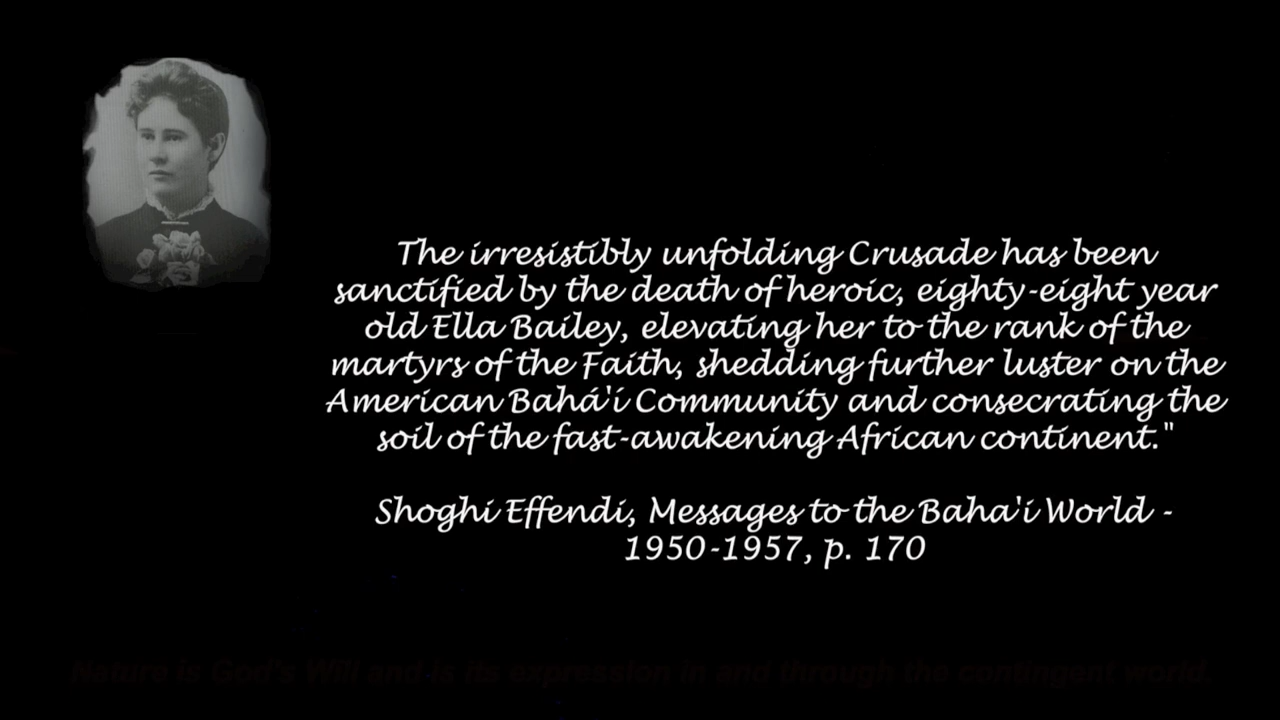 The irresistibly unfolding Crusade has been
sanctified by the death of heroic, eighty-eight year
old Ella Bailey, elevating her to the rank of the
martyrs of the Faith, shedding further luster on the
American Bahá'í Community and consecrating the
soil of the fast-awakening African continent."
Shoghi Effendi, Messages to the Baha'i World -
1950-1957, p. 170
Nature is God's Will and is its expression in and through the contingent world.